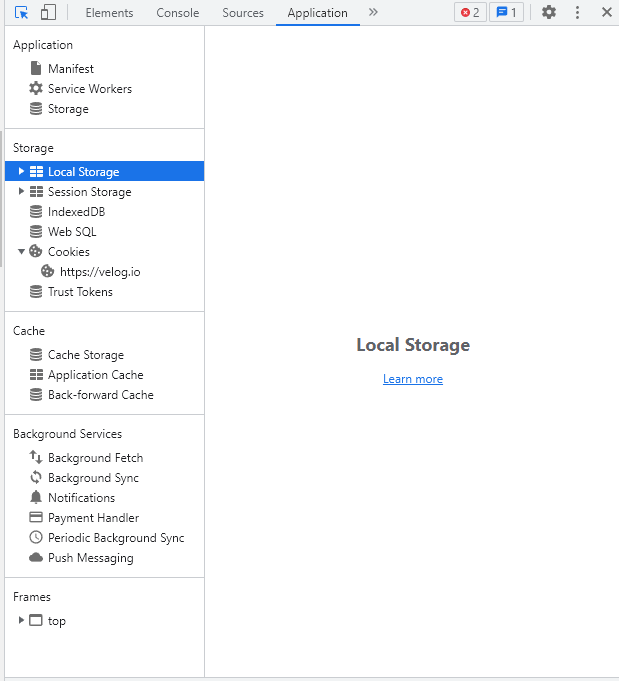 Elements Console Sources Application 2 1
Application
Manifest
Service Workers
Storage
Storage
Local Storage
Session Storage
IndexedDB
Web SQL
Cookies
https://velog.io
Trust Tokens
Cache
Cache Storage
Application Cache
Back-forward Cache
Background Services
Background Fetch
Background Sync
Notifications
Payment Handler
Periodic Background Sync
Push Messaging
Frames
top
Local Storage
Learn more